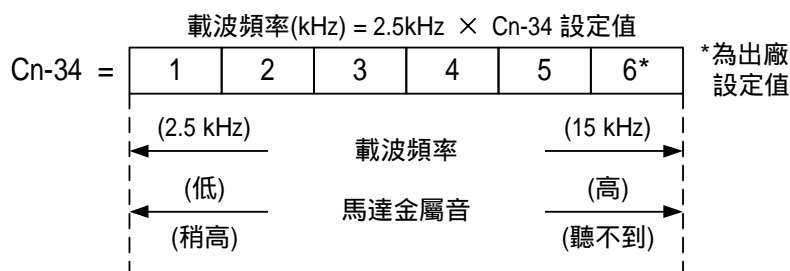 載波頻率(kHz) = 2.5kHz × Cn-34 設定值
Cn-34 = 1 2 3 4 5 6*
*為出廠
設定值
(2.5 kHz) 載波頻率 (15 kHz)
(低) 馬達金屬音 (高)
(稍高) (聽不到)